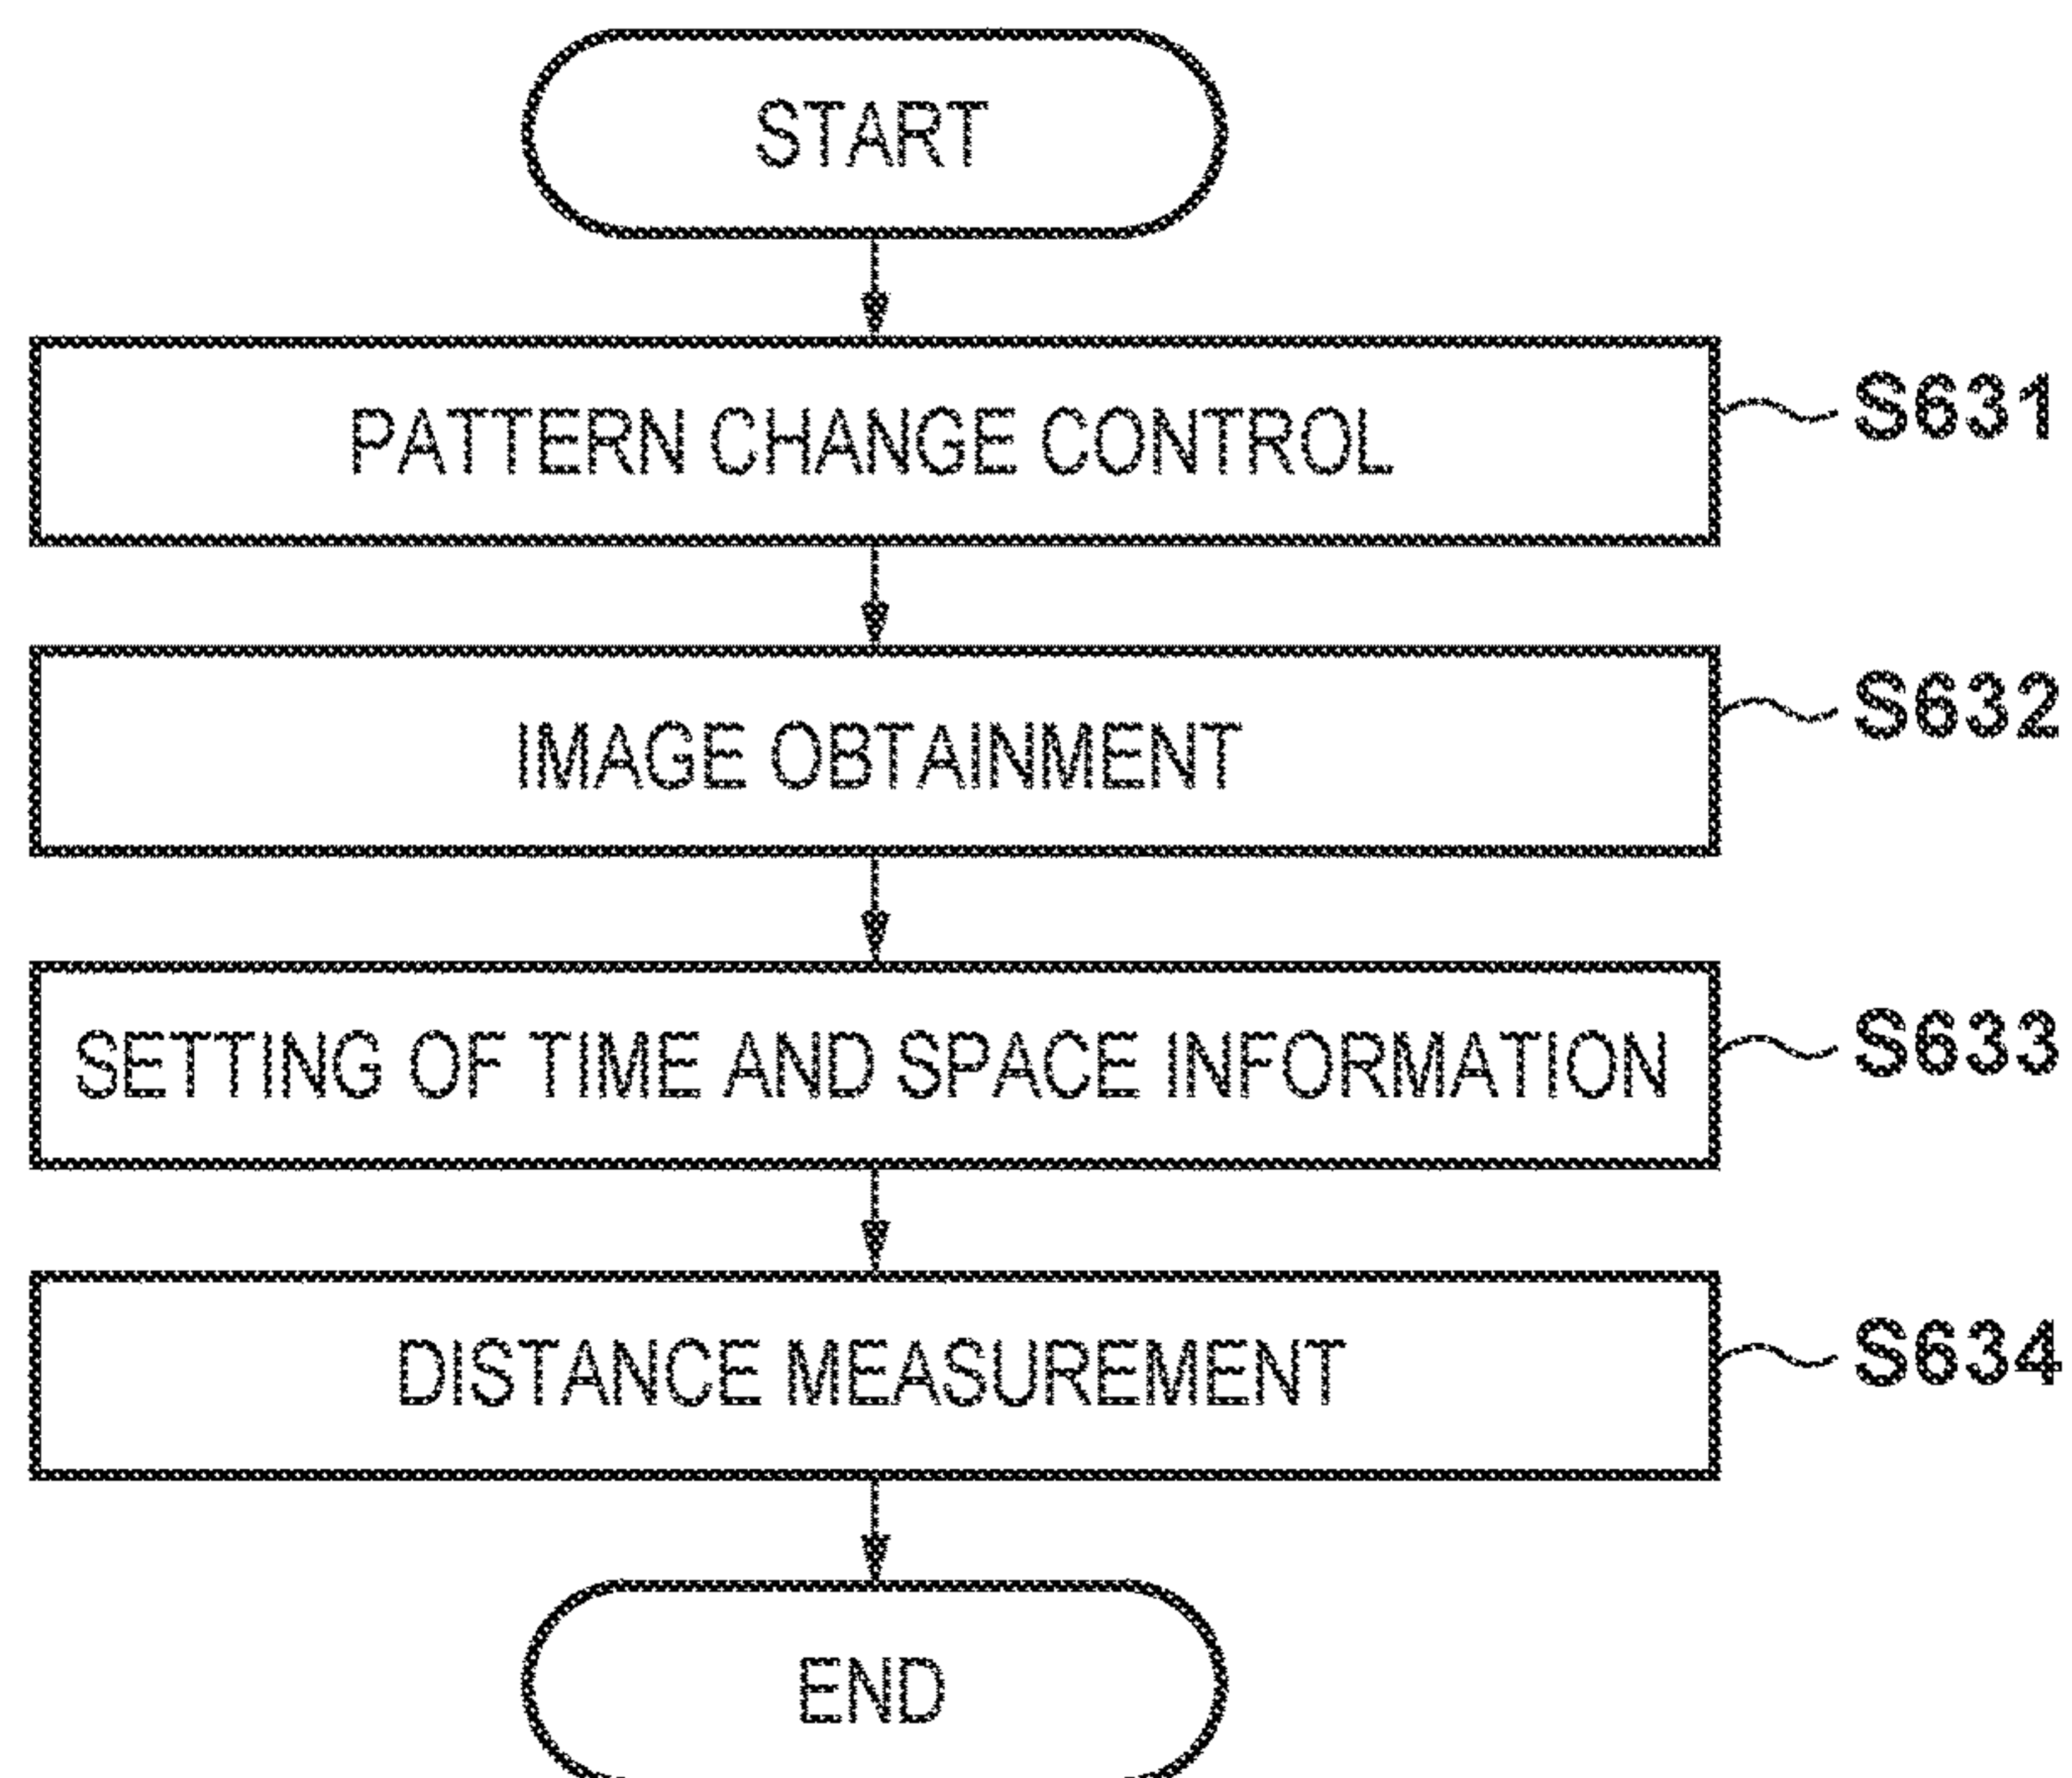 START
PATTERN CHANGE CONTROL
S631
IMAGE OBTAINMENT
S632
SETTING OF TIME AND SPACE INFORMATION
S633
DISTANCE MEASUREMENT
S634
END